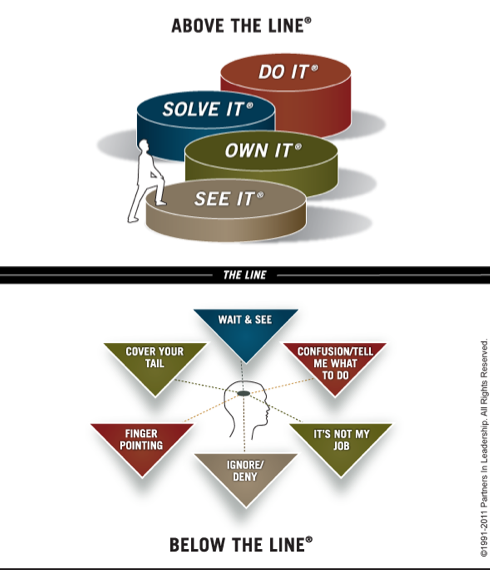 ABOVE THE LINE®
DO IT®
SOLVE IT®
OWN IT®
SEE IT®
THE LINE
WAIT & SEE
COVER YOUR
TAIL
CONFUSION/TELL
ME WHAT
TO DO
FINGER
POINTING
IT'S NOT MY
JOB
IGNORE/
DENY
BELOW THE LINE®
©1991-2011 Partners In Leadership. All Rights Reserved.